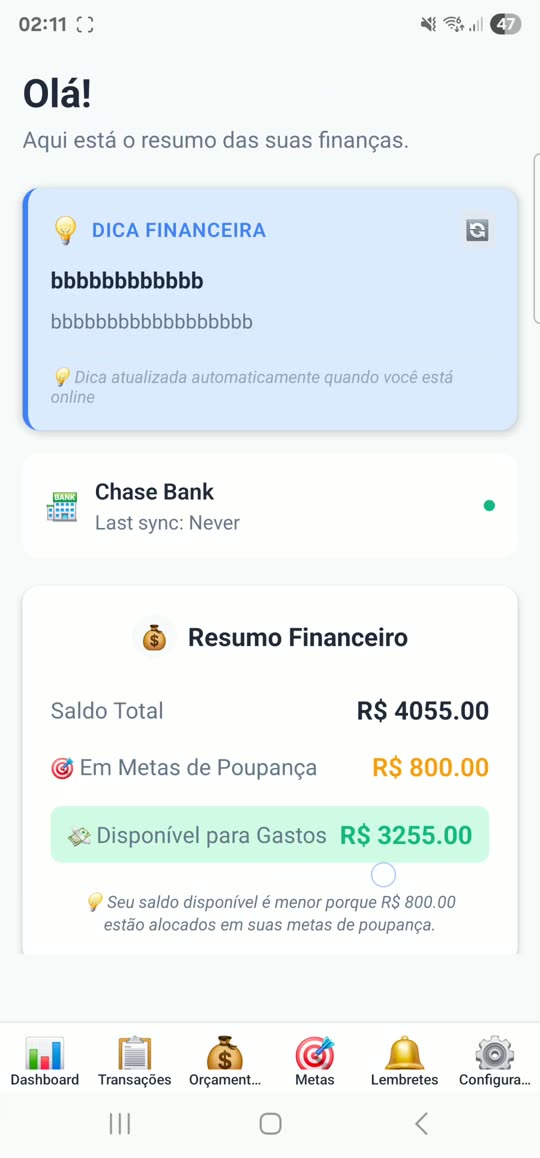 02:11
47
Olá!
Aqui está o resumo das suas finanças.
DICA FINANCEIRA
bbbbbbbbbbbb
bbbbbbbbbbbbbbbbbb
Dica atualizada automaticamente quando você está
online
BANK
Chase Bank
Last sync: Never
Resumo Financeiro
Saldo Total R$ 4055.00
Em Metas de Poupança R$ 800.00
Disponível para Gastos R$ 3255.00
Seu saldo disponível é menor porque R$ 800.00
estão alocados em suas metas de poupança.
Dashboard Transações Orçament... Metas Lembretes Configura...